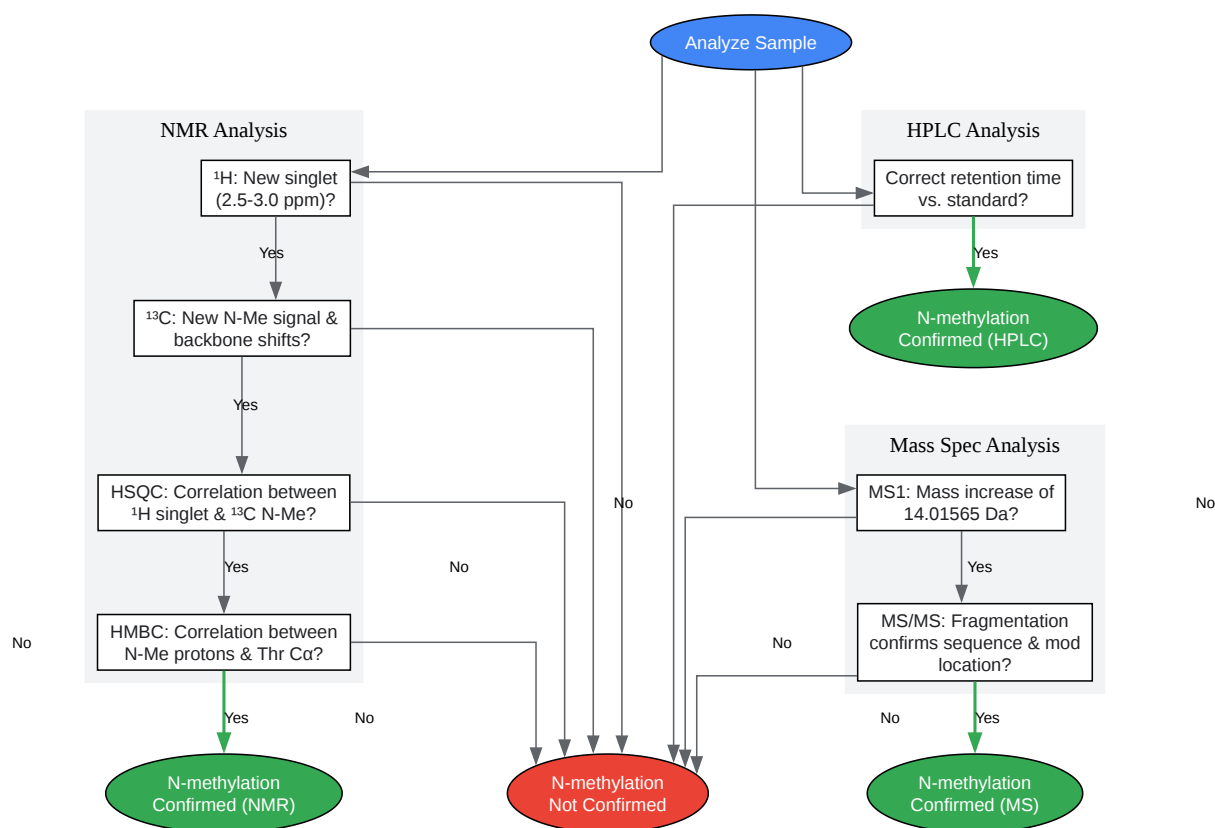 Analyze Sample
NMR Analysis
¹H: New singlet
(2.5-3.0 ppm)?
Yes
¹³C: New N-Me signal &
backbone shifts?
Yes
HSQC: Correlation between
¹H singlet & ¹³C N-Me?
Yes
HMBC: Correlation between
N-Me protons & Thr Cα?
Yes
N-methylation
Confirmed (NMR)
No
No
No
No
N-methylation
Not Confirmed
HPLC Analysis
Correct retention time
vs. standard?
Yes
N-methylation
Confirmed (HPLC)
Mass Spec Analysis
MS1: Mass increase of
14.01565 Da?
No
Yes
MS/MS: Fragmentation
confirms sequence & mod
location?
No
No
Yes
N-methylation
Confirmed (MS)